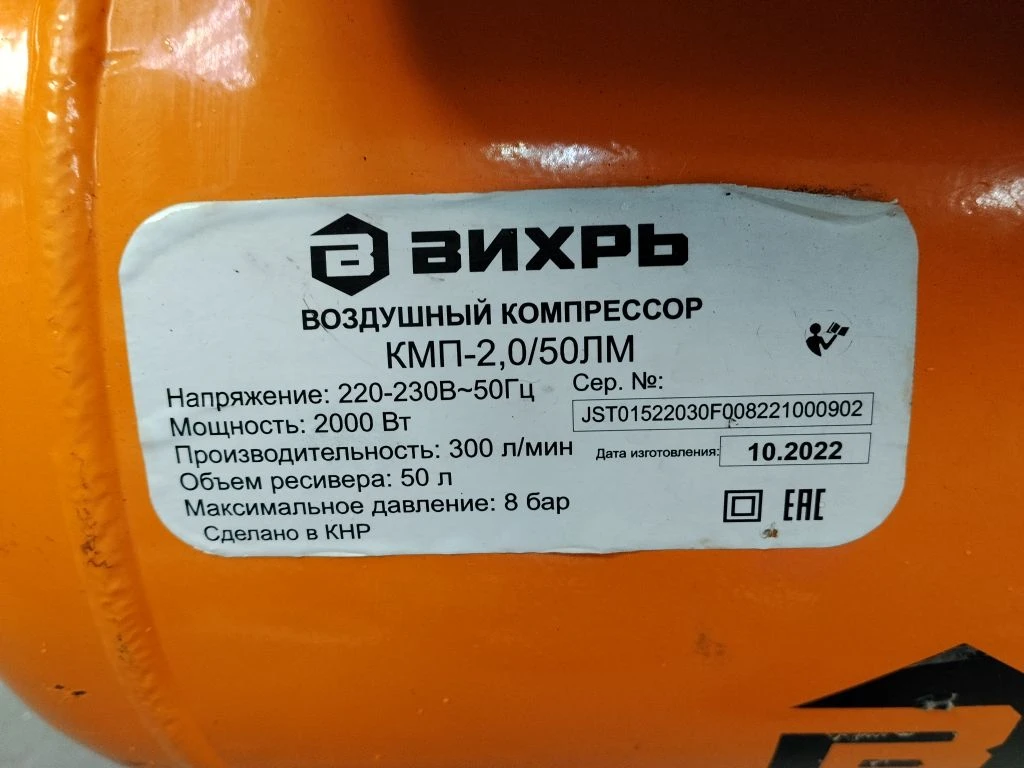 В ВИХРЬ
ВОЗДУШНЫЙ КОМПРЕССОР
КМП-2,0/50ЛМ
Напряжение: 220-230В~50Гц
Мощность: 2000 Вт
Производительность: 300 л/мин
Объем ресивера: 50 л
Максимальное давление: 8 бар
Сделано в КНР
Сер. №:
JST01522030F008221000902
Дата изготовления: 10.2022
EAC
В